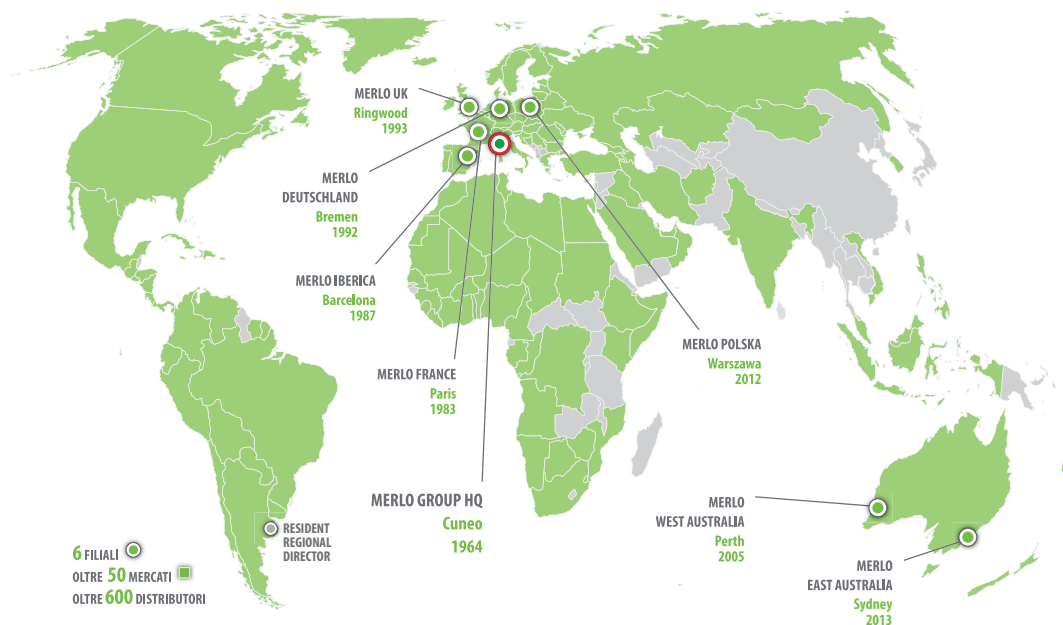 MERLO UK
Ringwood
1993
MERLO
DEUTSCHLAND
Bremen
1992
MERLO IBERICA
Barcelona
1987
MERLO FRANCE
Paris
1983
MERLO GROUP HQ
Cuneo
1964
MERLO POLSKA
Warszawa
2012
MERLO
WEST AUSTRALIA
Perth
2005
MERLO
EAST AUSTRALIA
Sydney
2013
RESIDENT
REGIONAL
DIRECTOR
6 FILIALI
OLTRE 50 MERCATI
OLTRE 600 DISTRIBUTORI